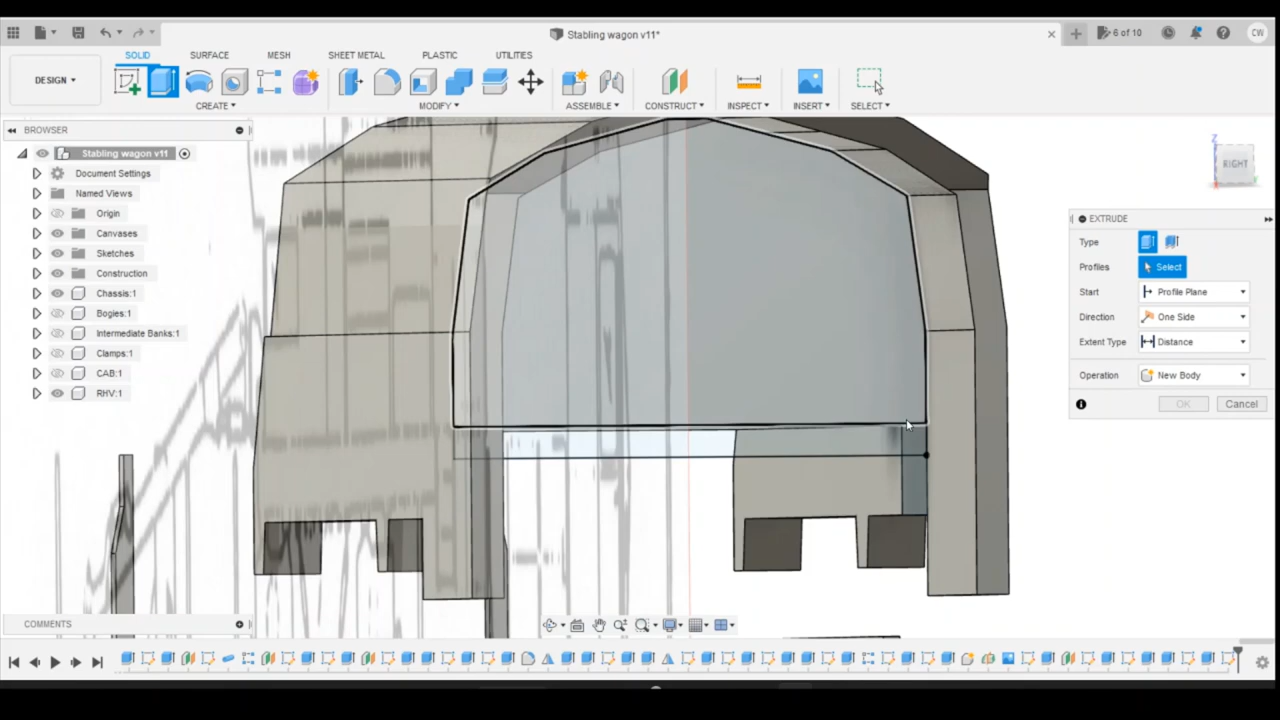 Stabling wagon v11*
6 of 10
CW
DESIGN
SOLID SURFACE MESH SHEET METAL PLASTIC UTILITIES
CREATE MODIFY ASSEMBLE CONSTRUCT INSPECT INSERT SELECT
BROWSER
Stabling wagon v11
Document Settings
Named Views
Origin
Canvases
Sketches
Construction
Chassis:1
Bogies:1
Intermediate Banks:1
Clamps:1
CAB:1
RHV:1
Z
RIGHT
EXTRUDE
Type
Profiles Select
Start Profile Plane
Direction One Side
Extent Type Distance
Operation New Body
OK Cancel
COMMENTS